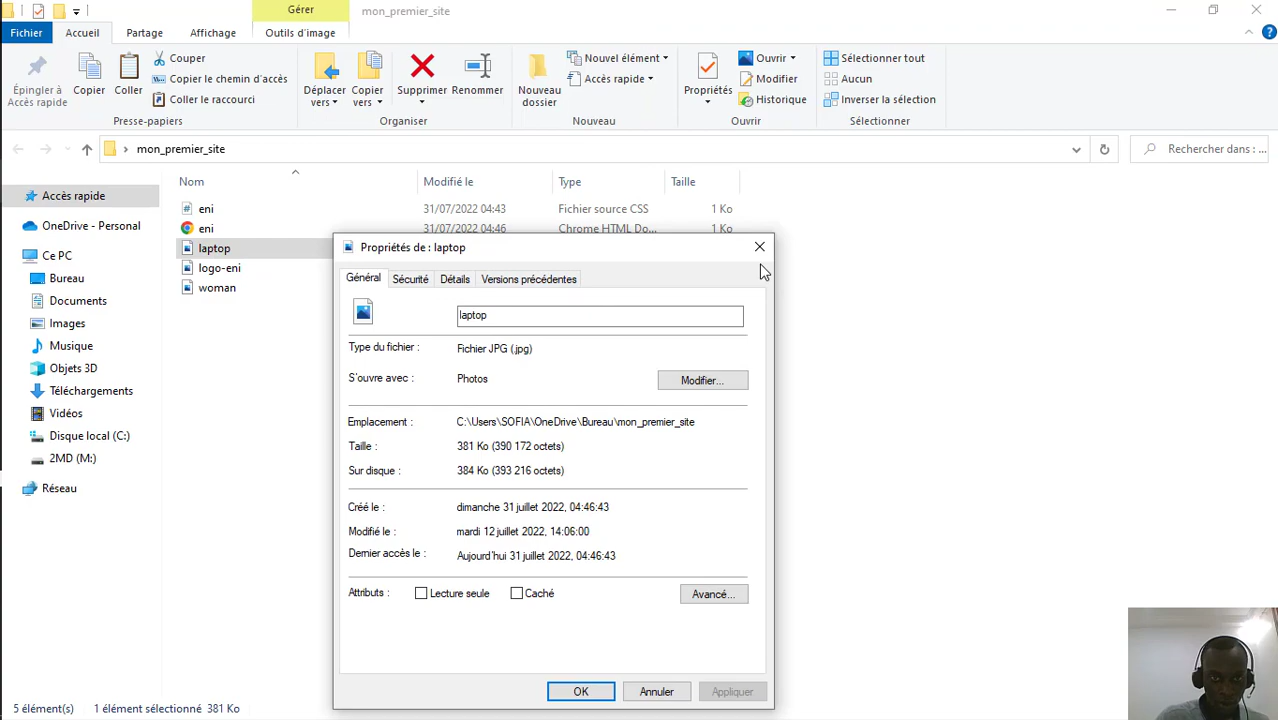 Gérer
mon_premier_site
Fichier
Accueil
Partage
Affichage
Outils d'image
Épingler à
Accès rapide
Copier
Coller
Couper
Copier le chemin d'accès
Coller le raccourci
Presse-papiers
Déplacer
vers
Copier
vers
Supprimer
Renommer
Organiser
Nouveau
dossier
Nouvel élément
Accès rapide
Nouveau
Propriétés
Ouvrir
Modifier
Historique
Ouvrir
Sélectionner tout
Aucun
Inverser la sélection
Sélectionner
mon_premier_site
Rechercher dans : ...
Accès rapide
OneDrive - Personal
Ce PC
Bureau
Documents
Images
Musique
Objets 3D
Téléchargements
Vidéos
Disque local (C:)
2MD (M:)
Réseau
Nom Modifié le Type Taille
eni 31/07/2022 04:43 Fichier source CSS 1 Ko
eni 31/07/2022 04:46 Chrome HTML Do... 1 Ko
laptop
logo-eni
woman
Propriétés de : laptop
Général Sécurité Détails Versions précédentes
laptop
Type du fichier : Fichier JPG (.jpg)
S'ouvre avec : Photos Modifier...
Emplacement : C:\Users\SOFIA\OneDrive\Bureau\mon_premier_site
Taille : 381 Ko (390 172 octets)
Sur disque : 384 Ko (393 216 octets)
Créé le : dimanche 31 juillet 2022, 04:46:43
Modifié le : mardi 12 juillet 2022, 14:06:00
Dernier accès le : Aujourd'hui 31 juillet 2022, 04:46:43
Attributs : Lecture seule Caché Avancé...
OK Annuler Appliquer
5 élément(s) 1 élément sélectionné 381 Ko